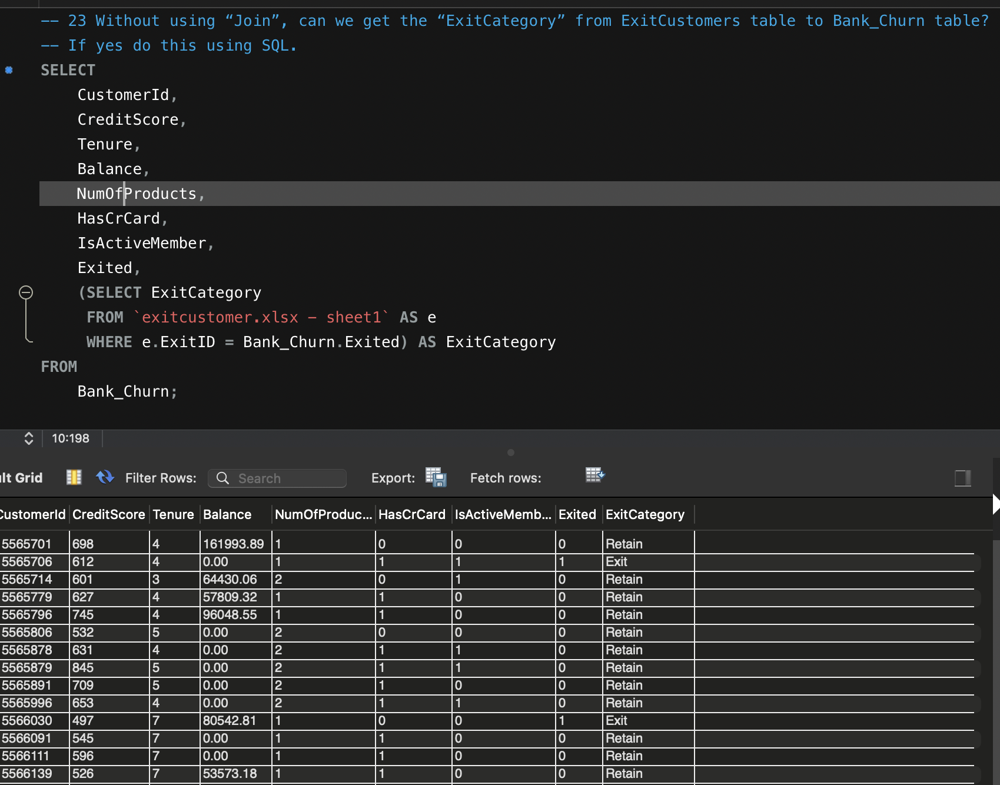 -- 23 Without using “Join”, can we get the “ExitCategory” from ExitCustomers table to Bank_Churn table?
-- If yes do this using SQL.
SELECT
CustomerId,
CreditScore,
Tenure,
Balance,
NumOfProducts,
HasCrCard,
IsActiveMember,
Exited,
(SELECT ExitCategory
FROM `exitcustomer.xlsx - sheet1` AS e
WHERE e.ExitID = Bank_Churn.Exited) AS ExitCategory
FROM
Bank_Churn;
10:198
lt Grid Filter Rows: Search Export: Fetch rows:
CustomerId CreditScore Tenure Balance NumOfProduc... HasCrCard IsActiveMemb... Exited ExitCategory
5565701 698 4 161993.89 1 0 0 0 Retain
5565706 612 4 0.00 1 1 1 1 Exit
5565714 601 3 64430.06 2 0 1 0 Retain
5565779 627 4 57809.32 1 1 0 0 Retain
5565796 745 4 96048.55 1 1 0 0 Retain
5565806 532 5 0.00 2 0 0 0 Retain
5565878 631 4 0.00 2 1 1 0 Retain
5565879 845 5 0.00 2 1 1 0 Retain
5565891 709 5 0.00 2 1 0 0 Retain
5565996 653 4 0.00 2 1 1 0 Retain
5566030 497 7 80542.81 1 0 0 1 Exit
5566091 545 7 0.00 1 1 0 0 Retain
5566111 596 7 0.00 1 1 0 0 Retain
5566139 526 7 53573.18 1 1 0 0 Retain